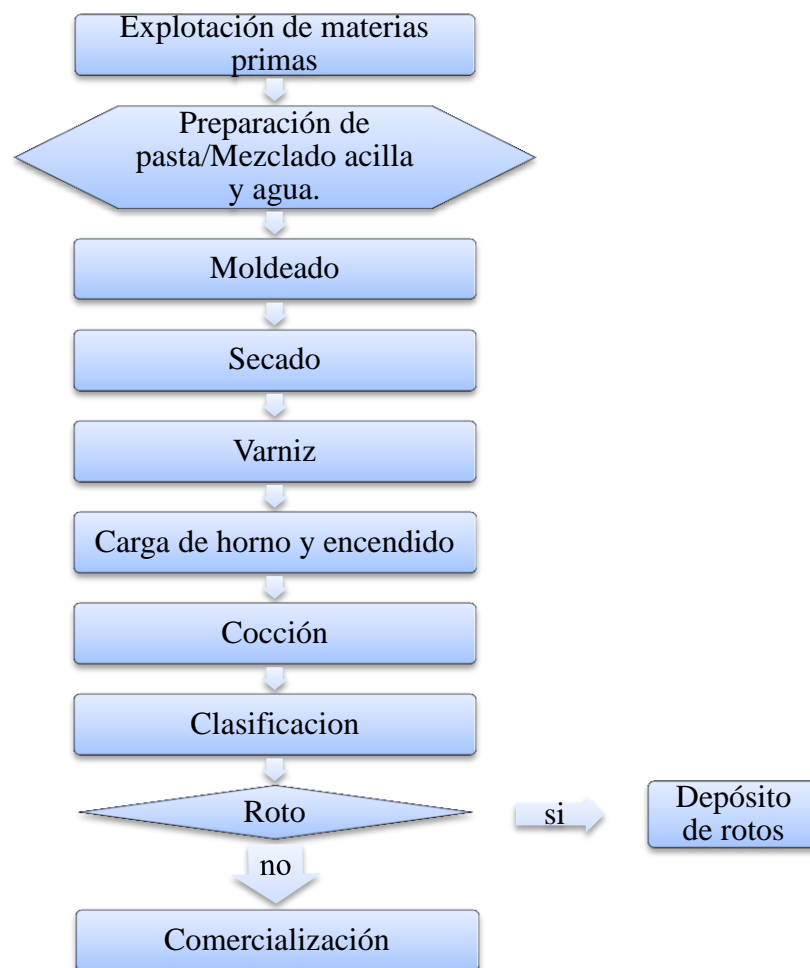 Explotación de materias
primas
Preparación de
pasta/Mezclado acilla
y agua.
Moldeado
Secado
Varniz
Carga de horno y encendido
Cocción
Clasificacion
Roto
si
Depósito
de rotos
no
Comercialización